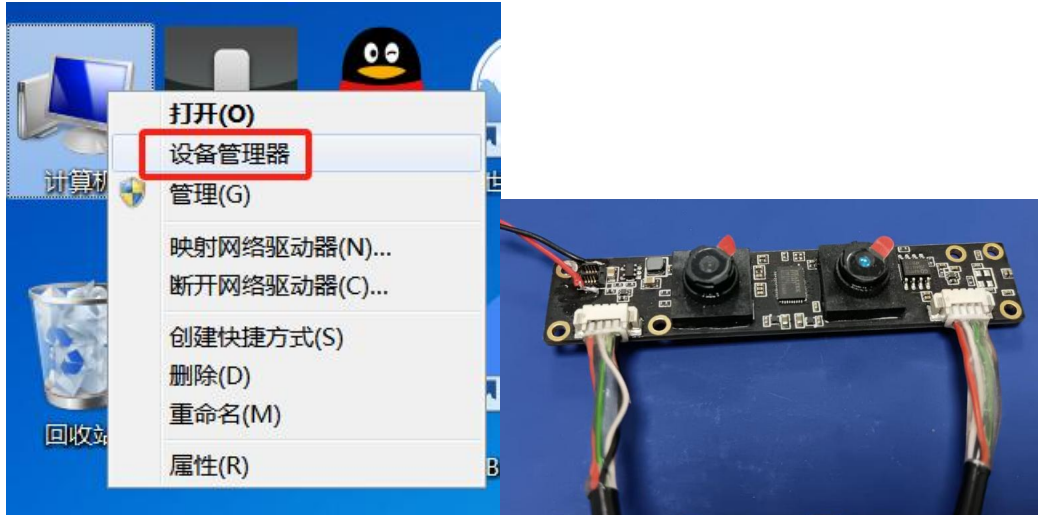 打开(O)
设备管理器
管理(G)
映射网络驱动器(N)...
断开网络驱动器(C)...
创建快捷方式(S)
删除(D)
重命名(M)
属性(R)
计算机
回收站
B